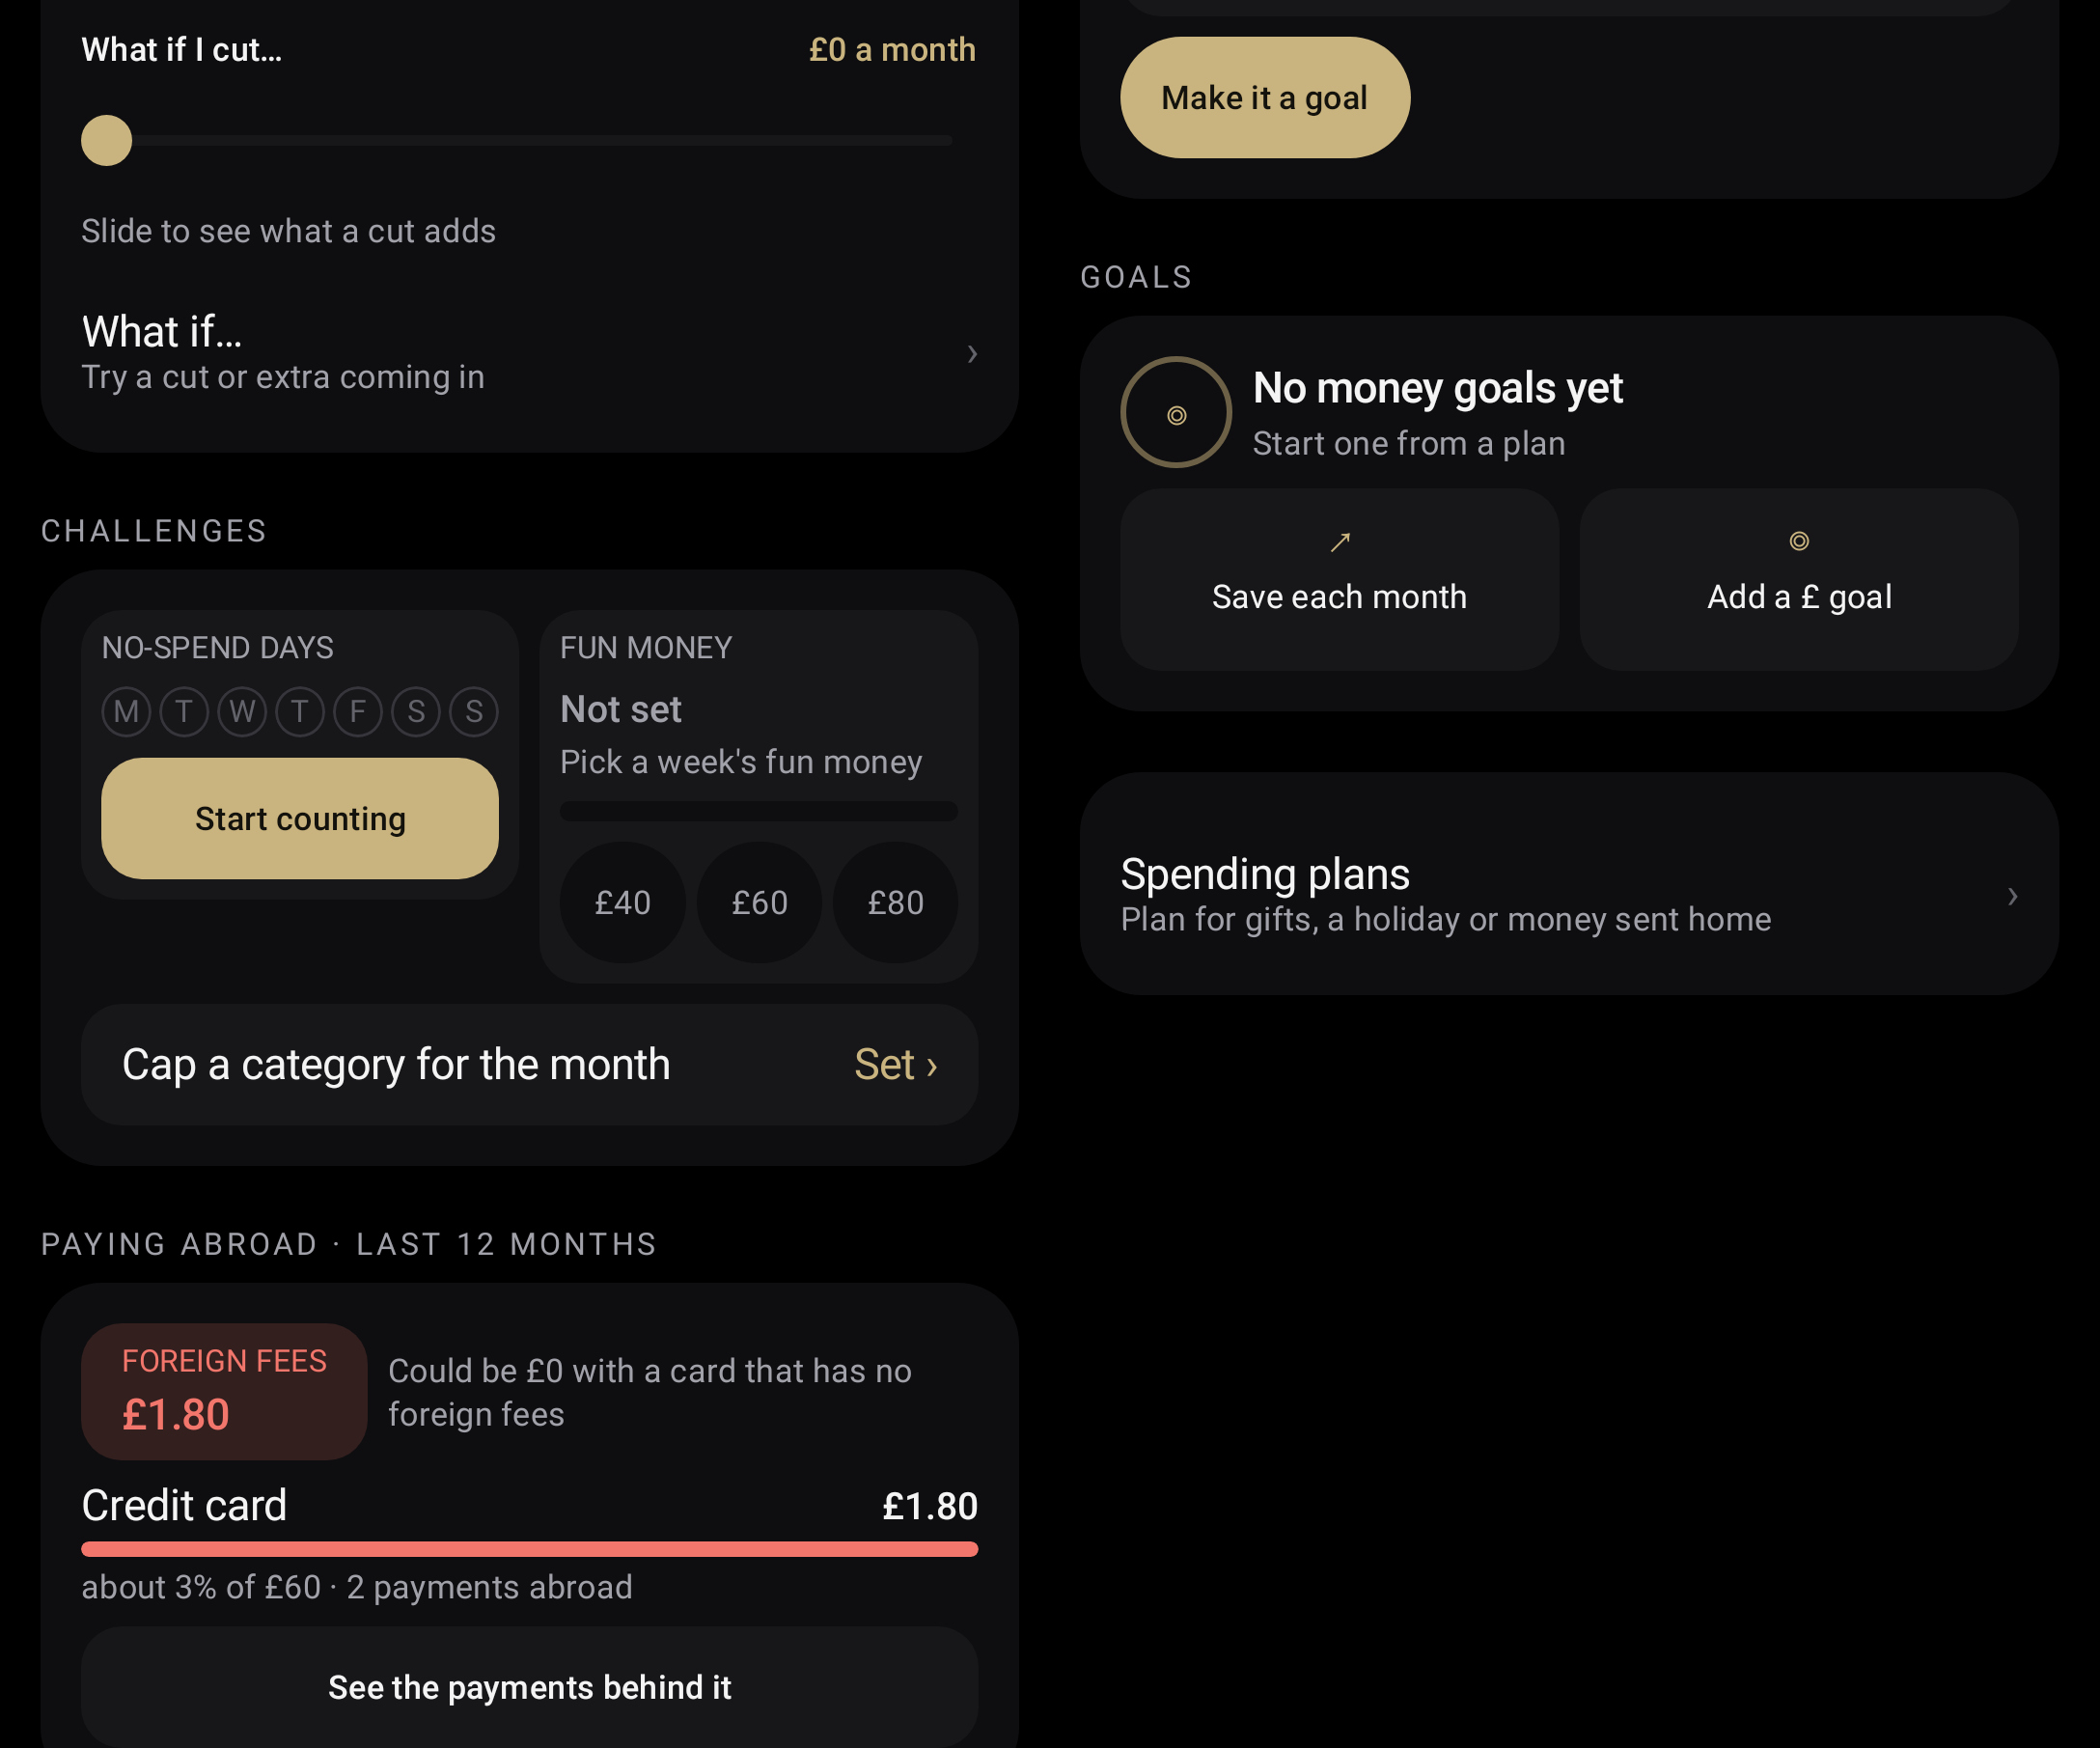 What if I cut...
£0 a month
Slide to see what a cut adds
What if...
Try a cut or extra coming in
›
CHALLENGES
NO-SPEND DAYS
M T W T F S S
Start counting
FUN MONEY
Not set
Pick a week's fun money
£40 £60 £80
Cap a category for the month
Set ›
PAYING ABROAD · LAST 12 MONTHS
FOREIGN FEES
£1.80
Could be £0 with a card that has no
foreign fees
Credit card
£1.80
about 3% of £60 · 2 payments abroad
See the payments behind it
Make it a goal
GOALS
No money goals yet
Start one from a plan
Save each month
Add a £ goal
Spending plans
Plan for gifts, a holiday or money sent home
›